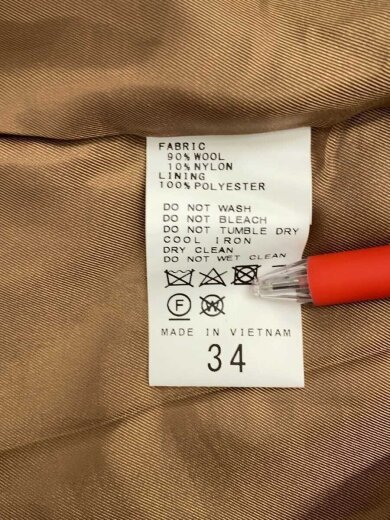 FABRIC
90% WOOL
10% NYLON
LINING
100% POLYESTER
DO NOT WASH
DO NOT BLEACH
DO NOT TUMBLE DRY
COOL IRON
DRY CLEAN
DO NOT WET CLEAN
F W
MADE IN VIETNAM
34